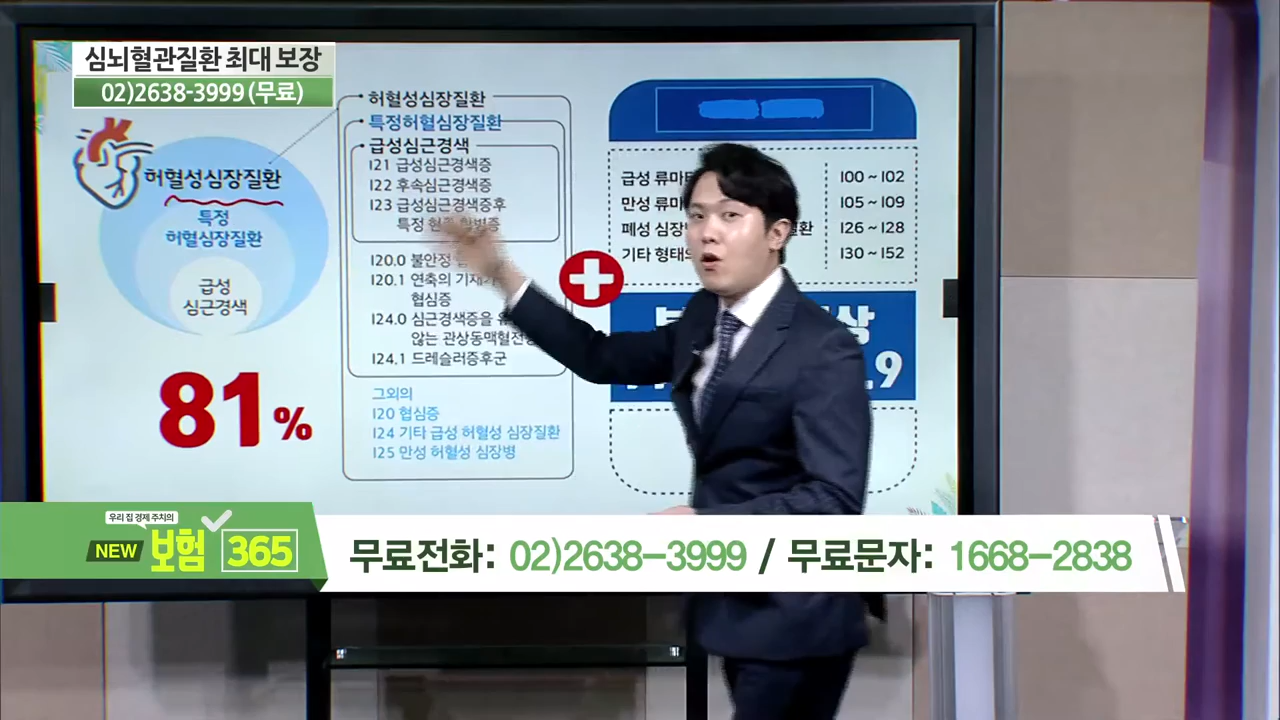 심뇌혈관질환 최대 보장
02)2638-3999 (무료)
허혈성심장질환
특정
허혈심장질환
급성
심근경색
81%
허혈성심장질환
특정허혈심장질환
급성심근경색
I21 급성심근경색증
I22 후속심근경색증
I23 급성심근경색증후
특정
I20.0 불안정
I20.1 연축의
협심증
I24.0 심근경색증을
않는 관상동맥혈전증
I24.1 드레슬러증후군
그외의
I20 협심증
I24 기타 급성 허혈성 심장질환
I25 만성 허혈성 심장병
급성 I00 ~ I02
만성 I05 ~ I09
폐성 I26 ~ I28
기타 형태의 I30 ~ I52
우리 집 경제 주치의
NEW 보험 365
무료전화: 02)2638-3999 / 무료문자: 1668-2838